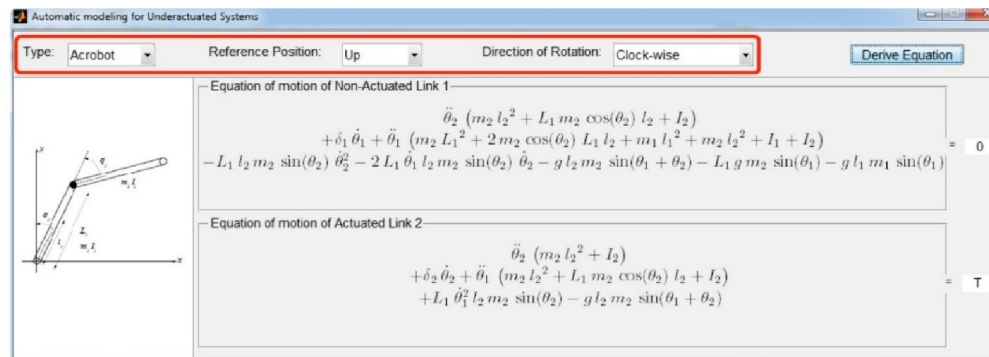 Automatic modeling for Underactuated Systems
Type: Acrobot Reference Position: Up Direction of Rotation: Clock-wise Derive Equation
Equation of motion of Non-Actuated Link 1
θ̈₂ (m₂ l₂² + L₁ m₂ cos(θ₂) l₂ + I₂)
+δ₁ θ̇₁ + θ̈₁ (m₂ L₁² + 2 m₂ cos(θ₂) L₁ l₂ + m₁ l₁² + m₂ l₂² + I₁ + I₂)
−L₁ l₂ m₂ sin(θ₂) θ̇₂² − 2 L₁ θ̇₁ l₂ m₂ sin(θ₂) θ̇₂ − g l₂ m₂ sin(θ₁ + θ₂) − L₁ g m₂ sin(θ₁) − g l₁ m₁ sin(θ₁)
= 0
y
q
m₂ I₂
q
L₁
l
m I
x
Equation of motion of Actuated Link 2
θ̈₂ (m₂ l₂² + I₂)
+δ₂ θ̇₂ + θ̈₁ (m₂ l₂² + L₁ m₂ cos(θ₂) l₂ + I₂)
+L₁ θ̇₁² l₂ m₂ sin(θ₂) − g l₂ m₂ sin(θ₁ + θ₂)
= T